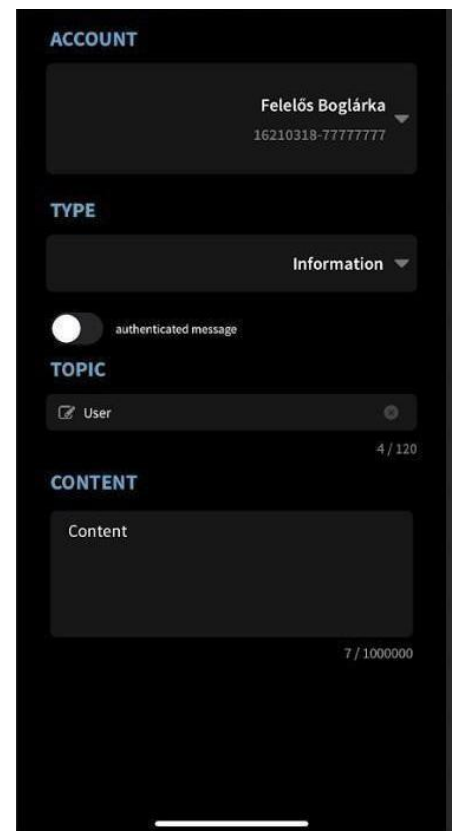 ACCOUNT
Felelős Boglárka
16210318-77777777
TYPE
Information
authenticated message
TOPIC
User
4 / 120
CONTENT
Content
7 / 1000000